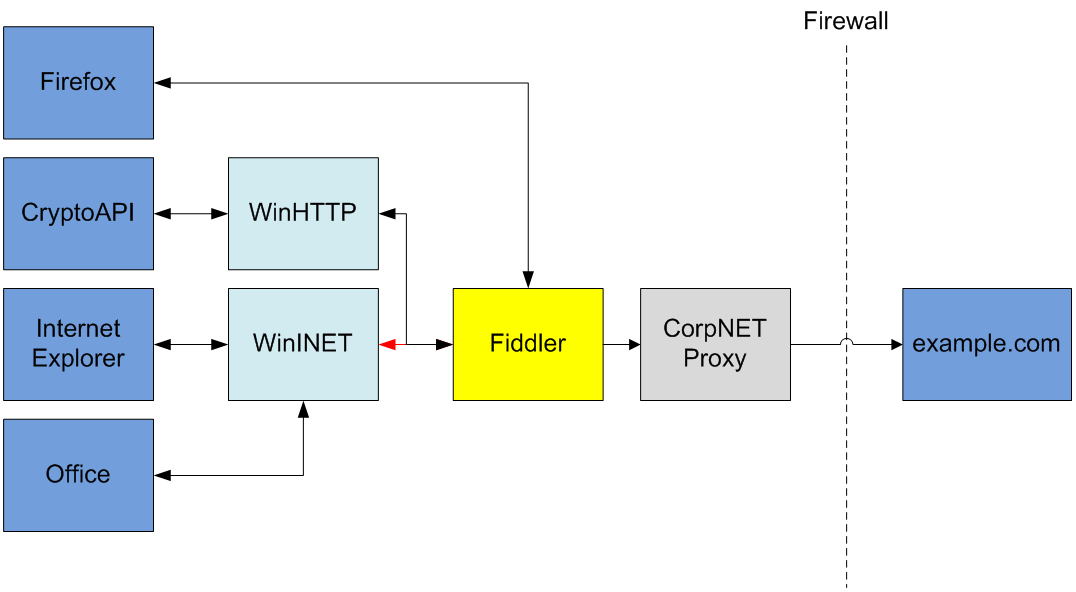 Firewall
Firefox
CryptoAPI
WinHTTP
Internet
Explorer
WinINET
Fiddler
CorpNET
Proxy
example.com
Office